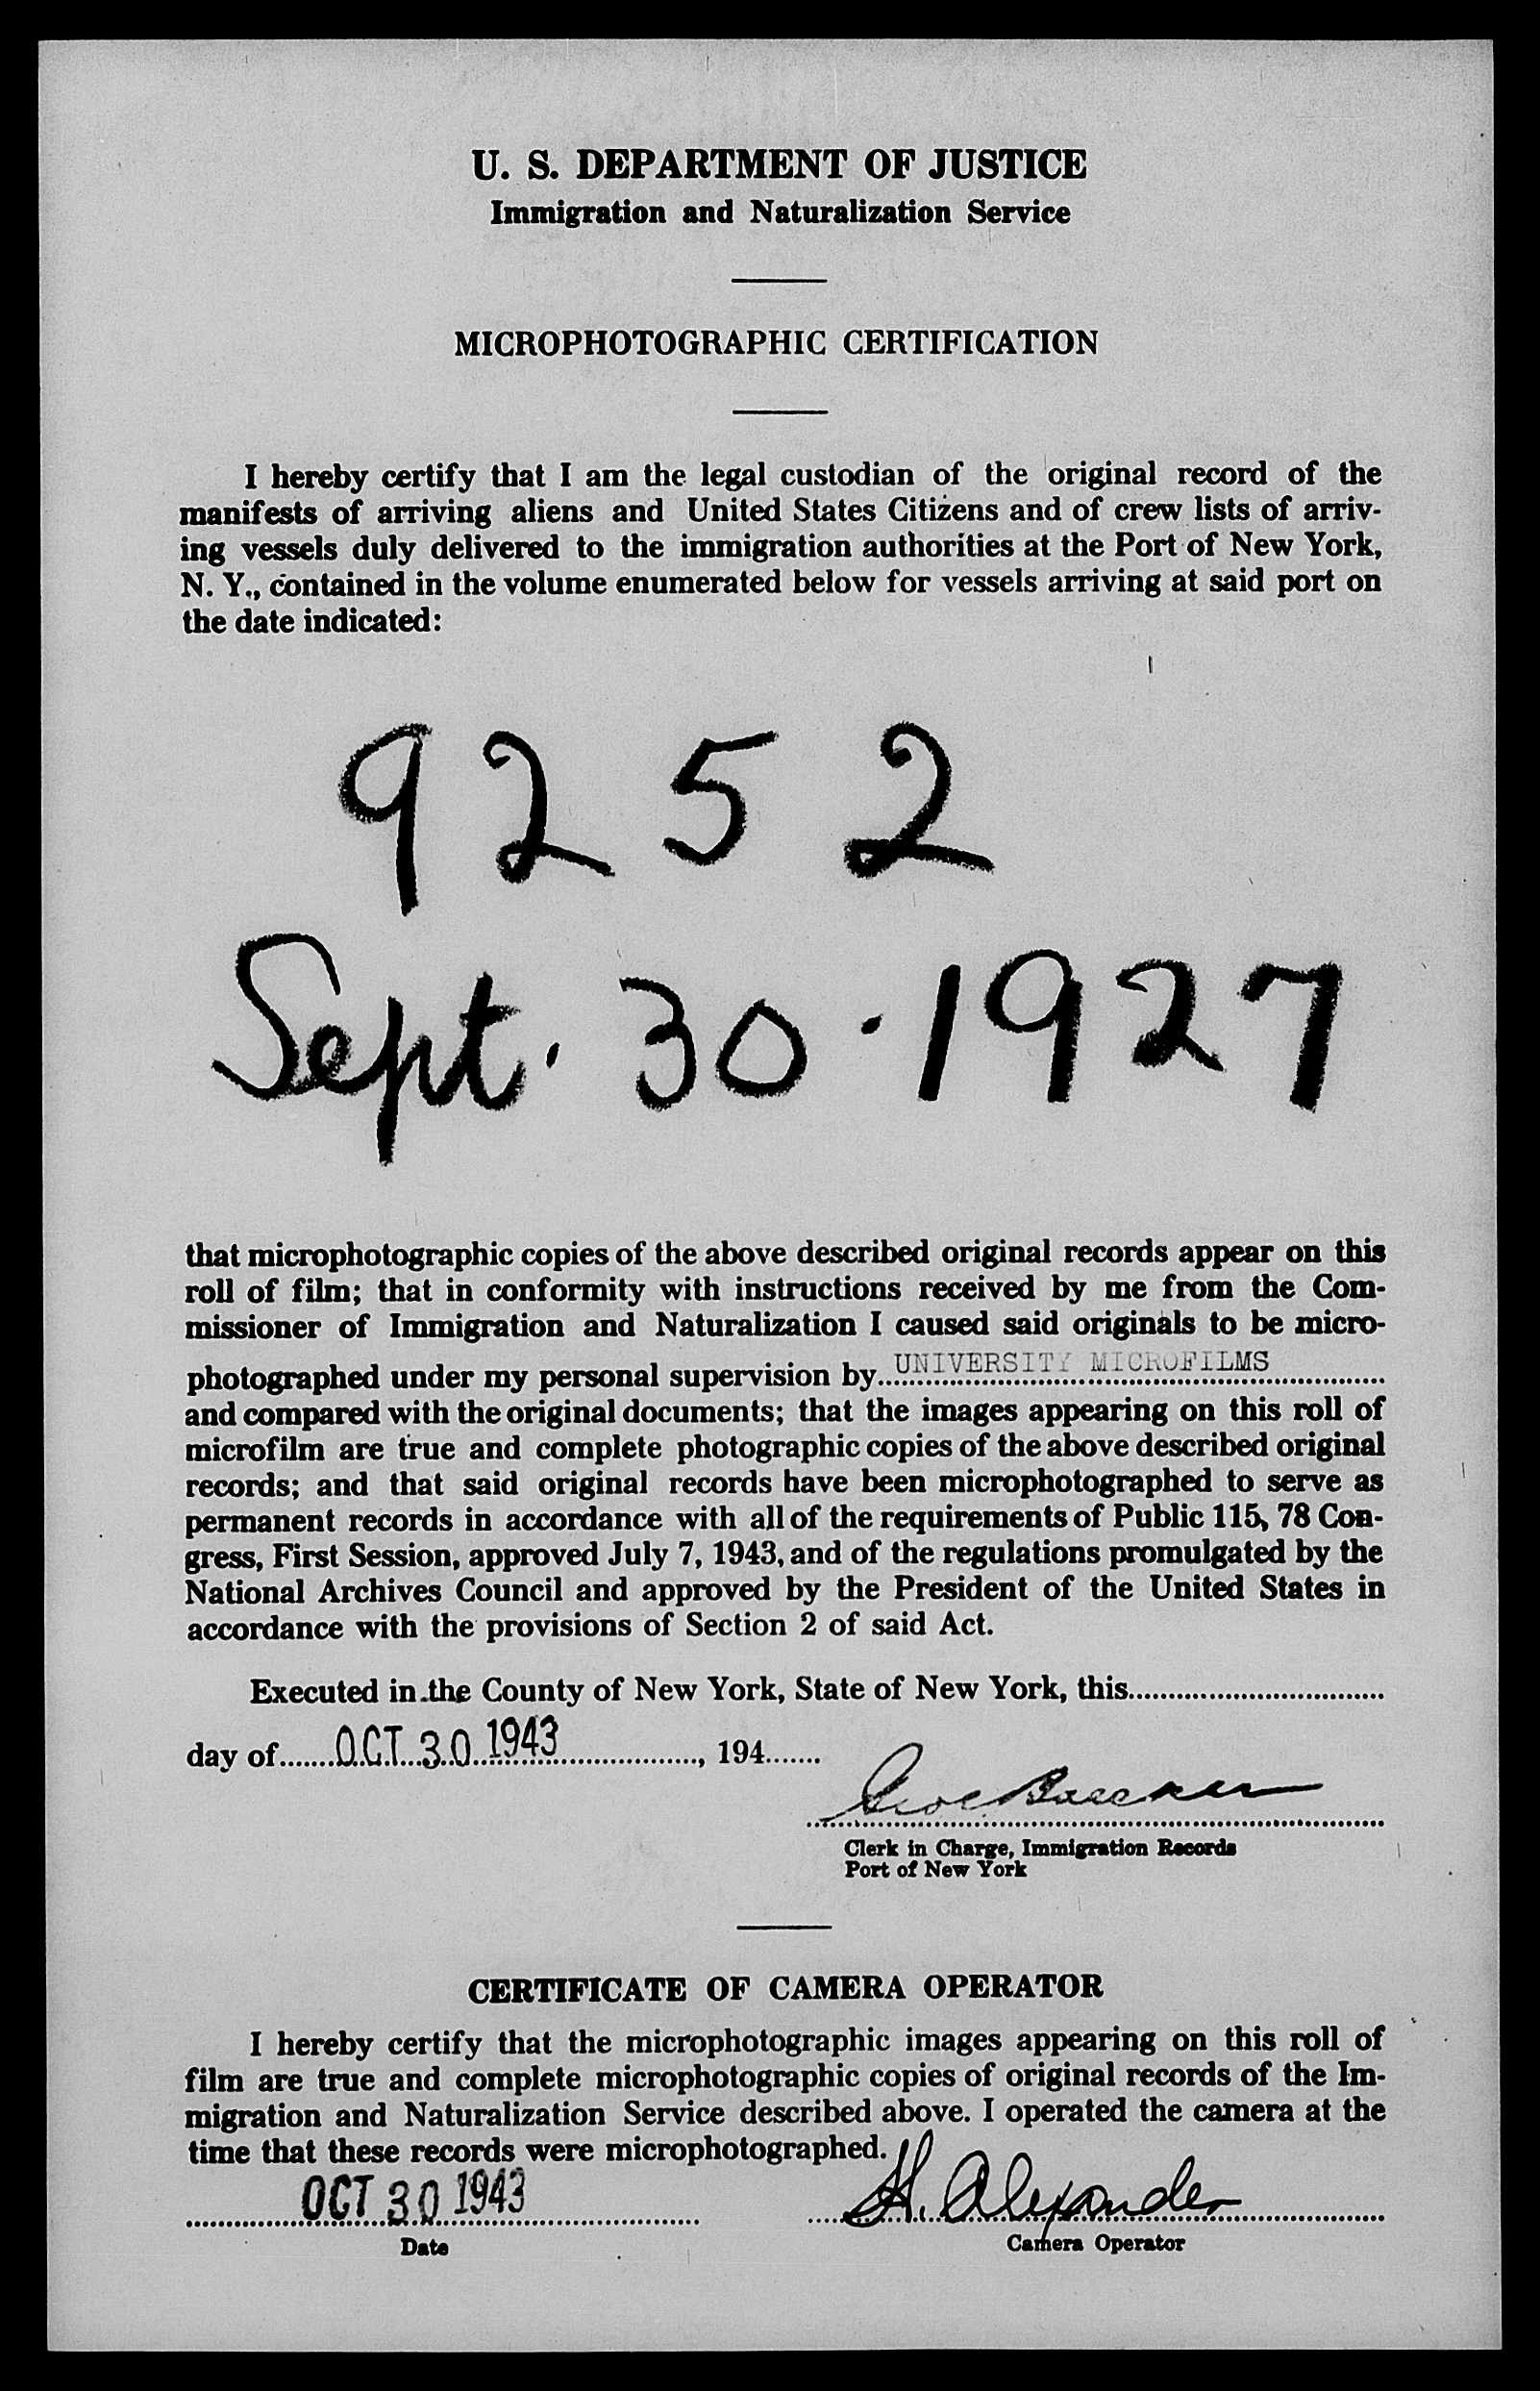 U. S. DEPARTMENT OF JUSTICE
Immigration and Naturalization Service
MICROPHOTOGRAPHIC CERTIFICATION
I hereby certify that I am the legal custodian of the original record of the
manifests of arriving aliens and United States Citizens and of crew lists of arriv-
ing vessels duly delivered to the immigration authorities at the Port of New York,
N. Y., contained in the volume enumerated below for vessels arriving at said port on
the date indicated:
9252
Sept. 30 · 1927
that microphotographic copies of the above described original records appear on this
roll of film; that in conformity with instructions received by me from the Com-
missioner of Immigration and Naturalization I caused said originals to be micro-
photographed under my personal supervision by UNIVERSITY MICROFILMS
and compared with the original documents; that the images appearing on this roll of
microfilm are true and complete photographic copies of the above described original
records; and that said original records have been microphotographed to serve as
permanent records in accordance with all of the requirements of Public 115, 78 Con-
gress, First Session, approved July 7, 1943, and of the regulations promulgated by the
National Archives Council and approved by the President of the United States in
accordance with the provisions of Section 2 of said Act.
Executed in the County of New York, State of New York, this
day of OCT 30 1943, 194
Clerk in Charge, Immigration Records
Port of New York
CERTIFICATE OF CAMERA OPERATOR
I hereby certify that the microphotographic images appearing on this roll of
film are true and complete microphotographic copies of original records of the Im-
migration and Naturalization Service described above. I operated the camera at the
time that these records were microphotographed.
OCT 30 1943 H. Alexander
Date Camera Operator